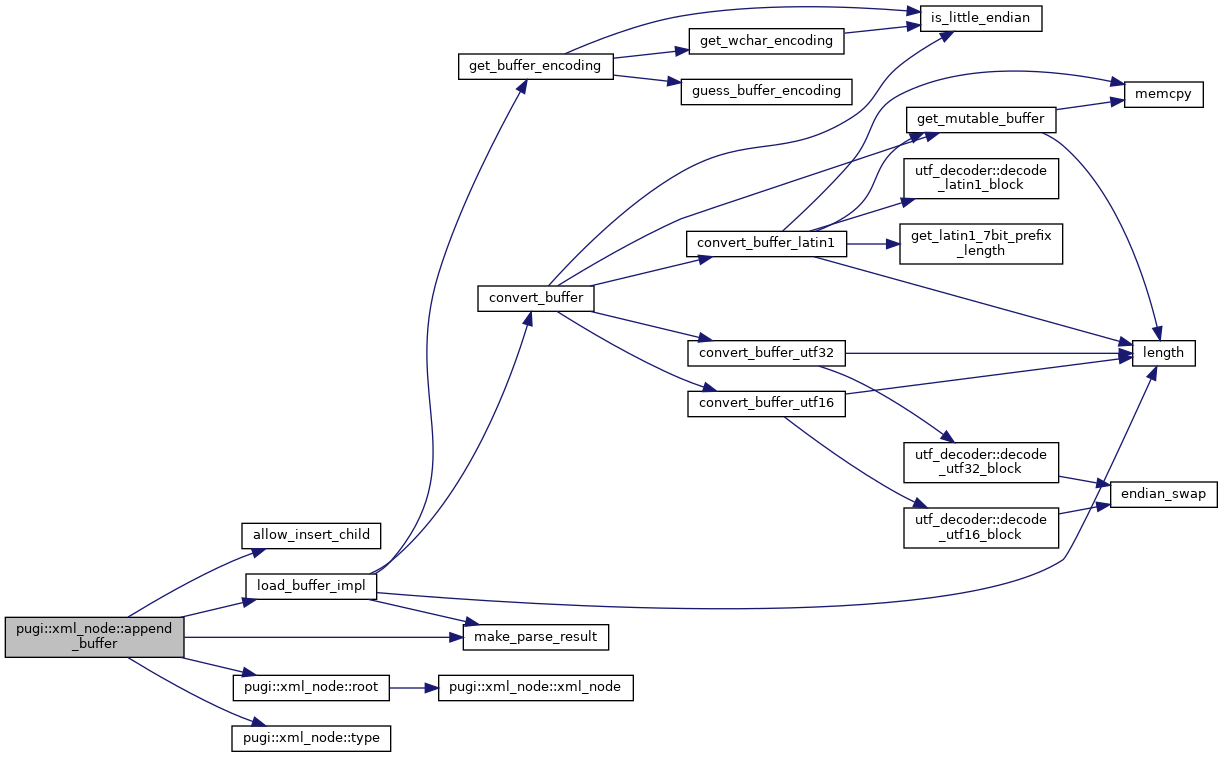 is_little_endian
get_wchar_encoding
get_buffer_encoding
guess_buffer_encoding
memcpy
get_mutable_buffer
utf_decoder::decode
_latin1_block
get_latin1_7bit_prefix
_length
convert_buffer_latin1
convert_buffer
convert_buffer_utf32
length
convert_buffer_utf16
utf_decoder::decode
_utf32_block
endian_swap
utf_decoder::decode
_utf16_block
allow_insert_child
load_buffer_impl
pugi::xml_node::append
_buffer
make_parse_result
pugi::xml_node::root
pugi::xml_node::xml_node
pugi::xml_node::type